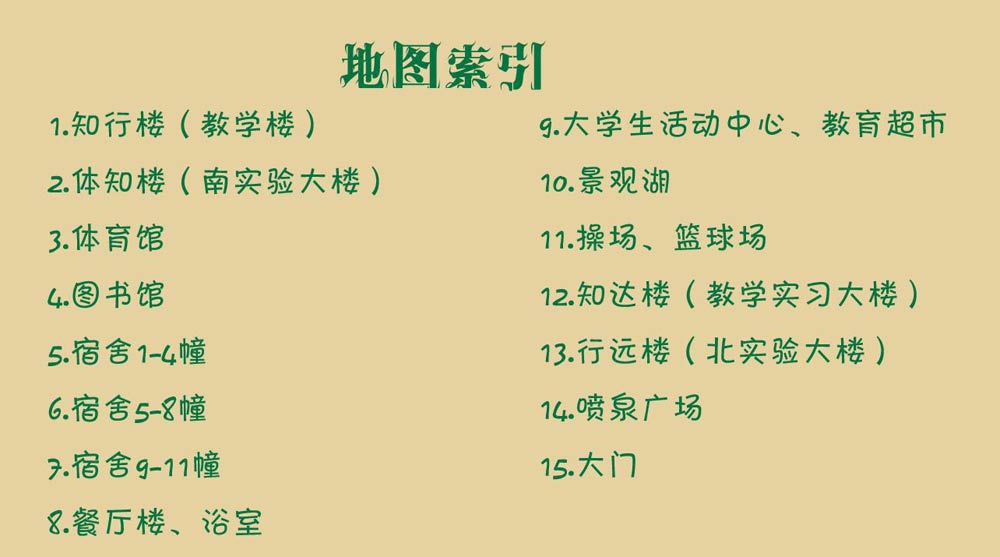 地图索引
1.知行楼（教学楼）
2.体知楼（南实验大楼）
3.体育馆
4.图书馆
5.宿舍1-4幢
6.宿舍5-8幢
7.宿舍9-11幢
8.餐厅楼、浴室
9.大学生活动中心、教育超市
10.景观湖
11.操场、篮球场
12.知达楼（教学实习大楼）
13.行远楼（北实验大楼）
14.喷泉广场
15.大门